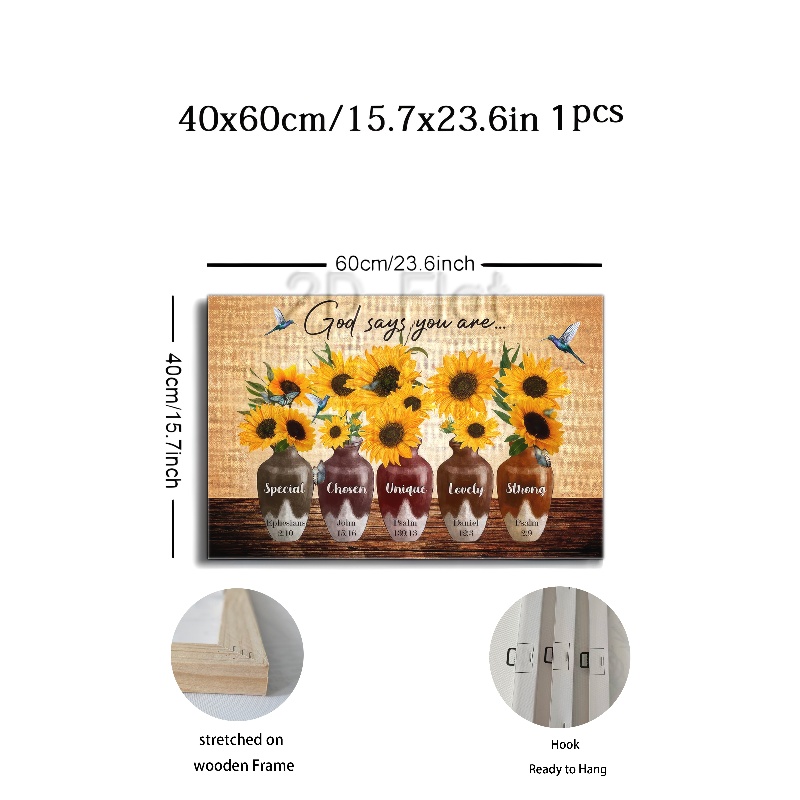 40x60cm/15.7x23.6in 1pcs
60cm/23.6inch
2D Flat
God says you are...
40cm/15.7inch
Special
Chosen
Unique
Lovely
Strong
Ephesians
2:10
John
15:16
Psalm
139:13
Daniel
12:3
Psalm
2:9
stretched on
wooden Frame
Hook
Ready to Hang